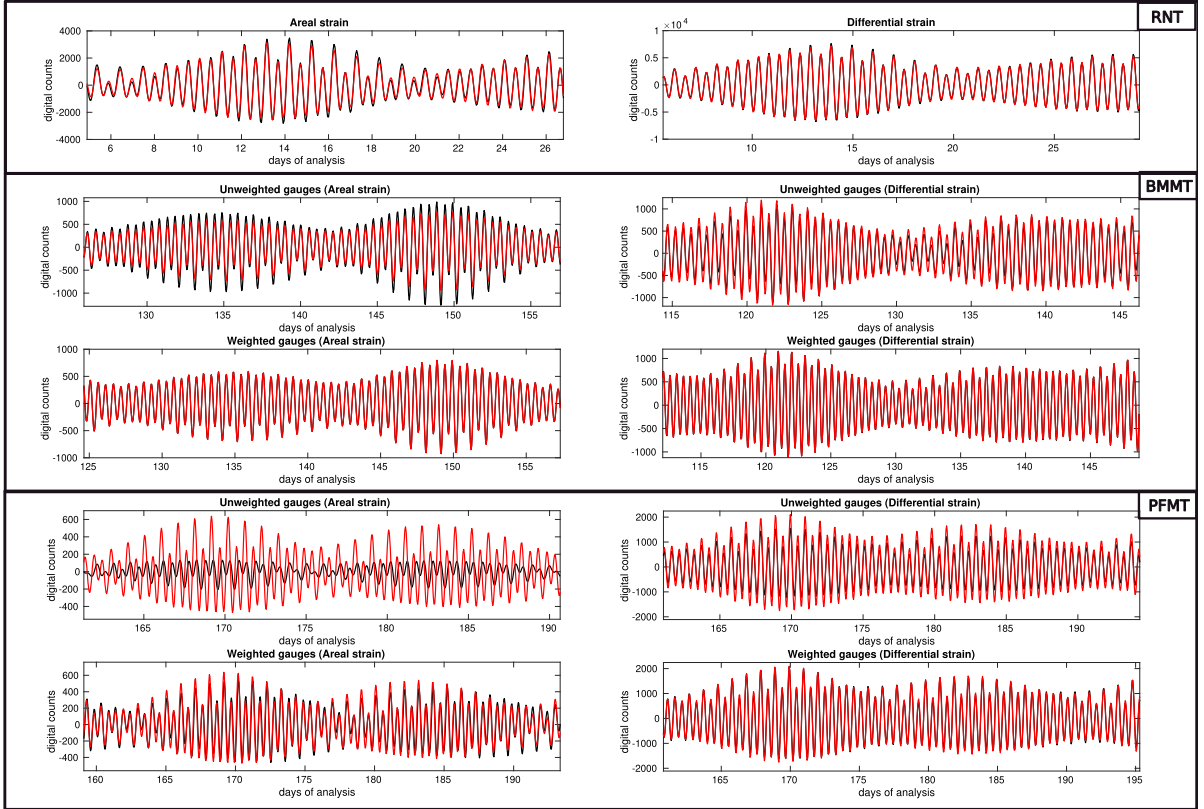 RNT
Areal strain
digital counts
4000
2000
0
-2000
-4000
6 8 10 12 14 16 18 20 22 24 26
days of analysis
Differential strain
×10^4
digital counts
1
0.5
0
-0.5
-1
10 15 20 25
days of analysis
BMMT
Unweighted gauges (Areal strain)
digital counts
1000
500
0
-500
-1000
130 135 140 145 150 155
days of analysis
Unweighted gauges (Differential strain)
digital counts
1000
500
0
-500
-1000
115 120 125 130 135 140 145
days of analysis
Weighted gauges (Areal strain)
digital counts
1000
500
0
-500
-1000
125 130 135 140 145 150 155
days of analysis
Weighted gauges (Differential strain)
digital counts
1000
500
0
-500
-1000
115 120 125 130 135 140 145
days of analysis
PFMT
Unweighted gauges (Areal strain)
digital counts
600
400
200
0
-200
-400
165 170 175 180 185 190
days of analysis
Unweighted gauges (Differential strain)
digital counts
2000
1000
0
-1000
-2000
165 170 175 180 185 190
days of analysis
Weighted gauges (Areal strain)
digital counts
600
400
200
0
-200
-400
160 165 170 175 180 185 190
days of analysis
Weighted gauges (Differential strain)
digital counts
2000
1000
0
-1000
-2000
165 170 175 180 185 190 195
days of analysis